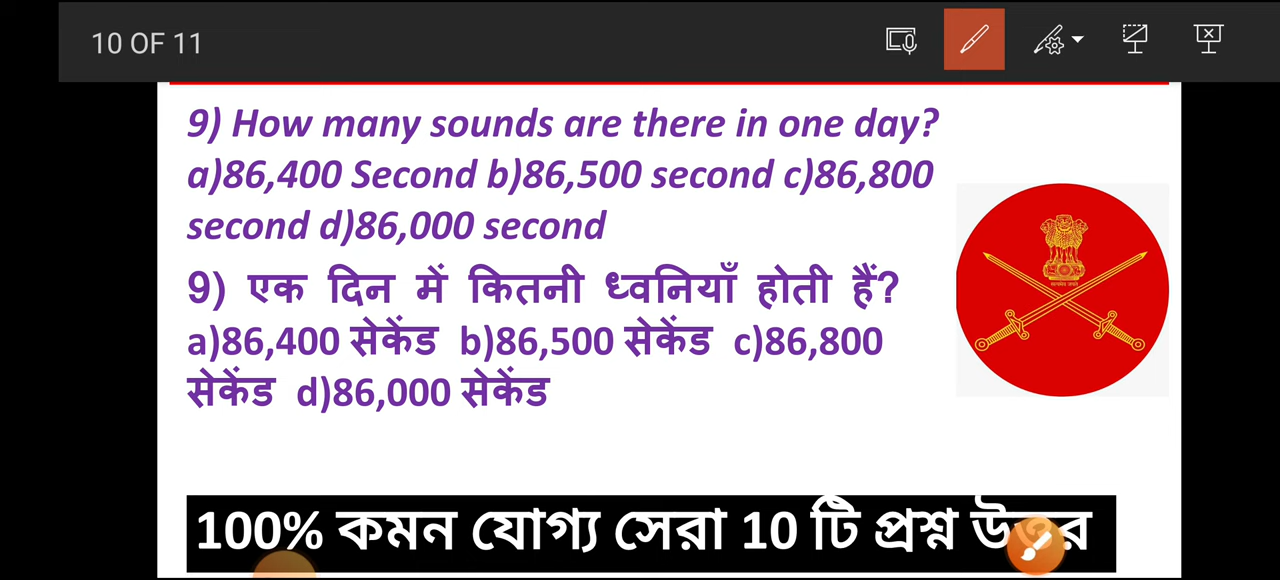 10 OF 11
9) How many sounds are there in one day?
a)86,400 Second b)86,500 second c)86,800
second d)86,000 second
9) एक दिन में कितनी ध्वनियाँ होती हैं?
a)86,400 सेकेंड b)86,500 सेकेंड c)86,800
सेकेंड d)86,000 सेकेंड
100% কমন যোগ্য সেরা 10 টি প্রশ্ন উত্তর